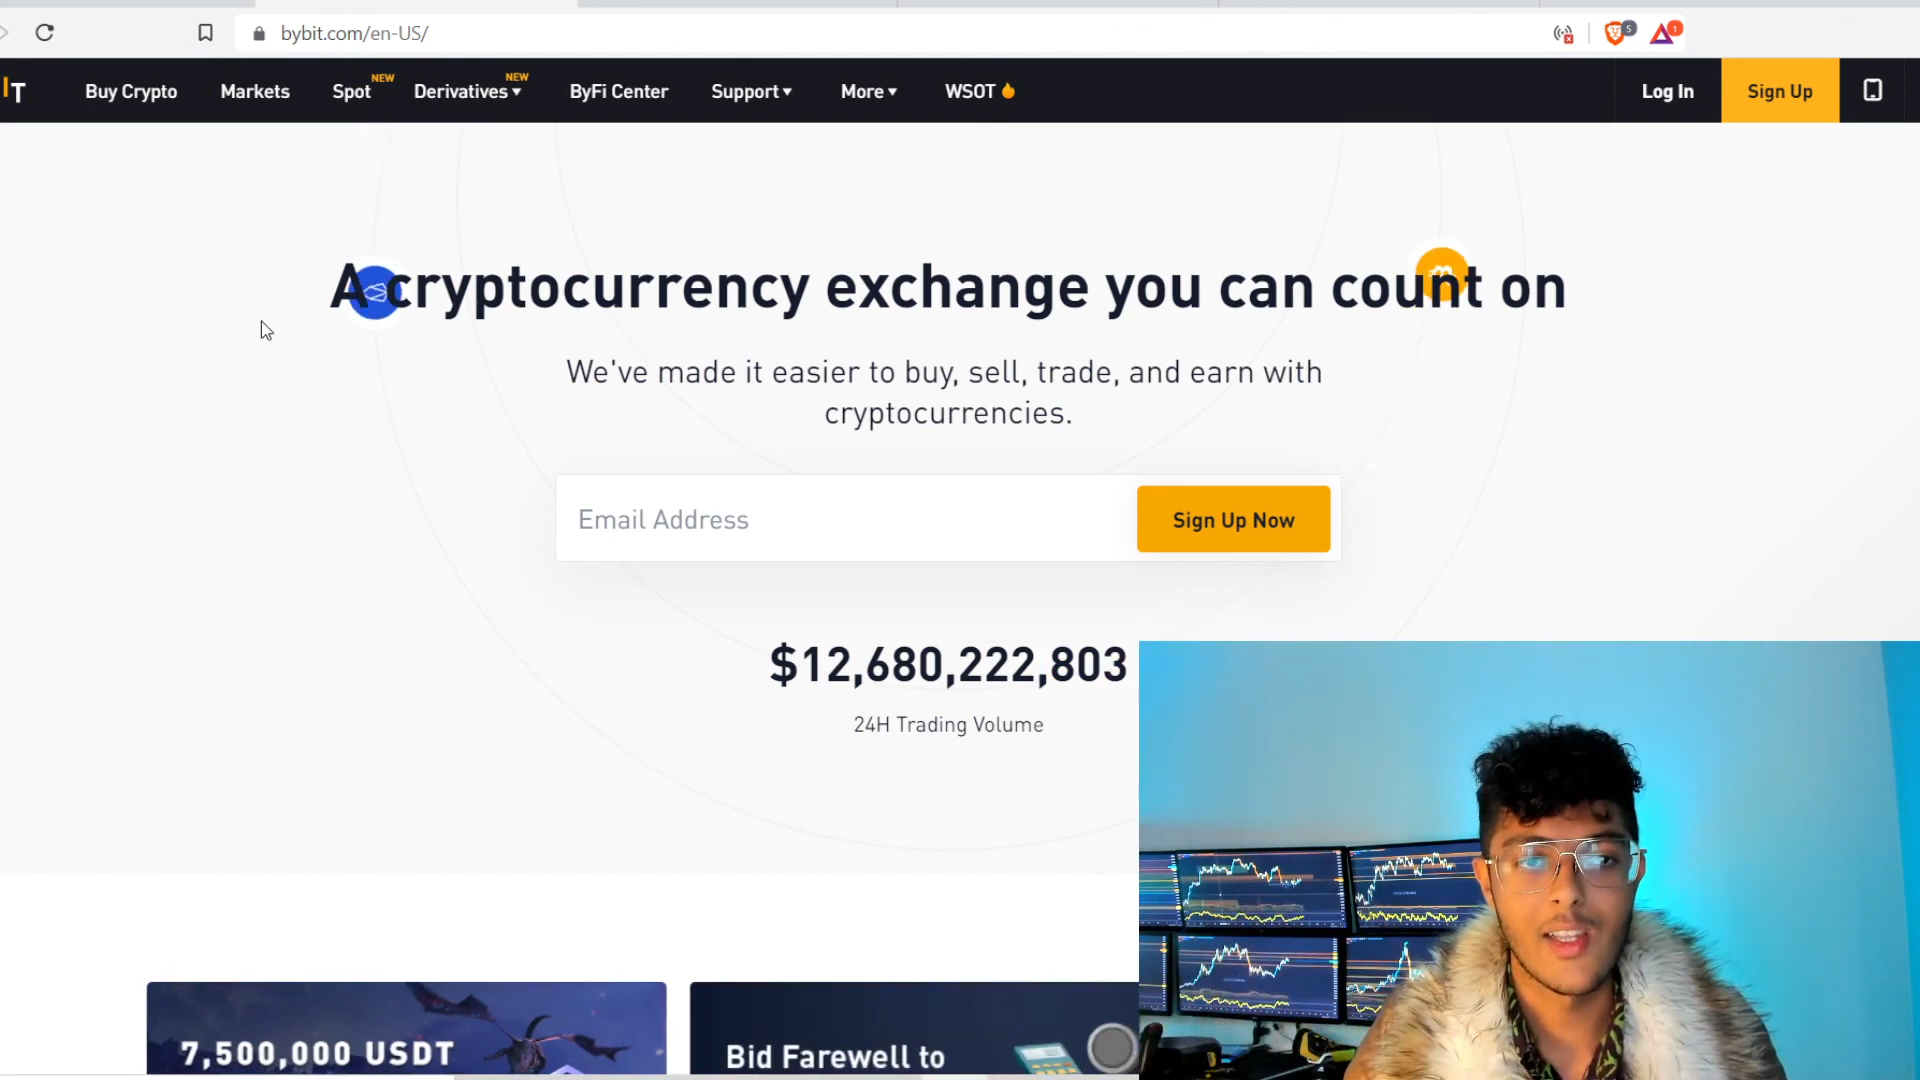 bybit.com/en-US/
5
1
IT
Buy Crypto
Markets
Spot
NEW
Derivatives
NEW
ByFi Center
Support
More
WSOT
Log In
Sign Up
A cryptocurrency exchange you can count on
We've made it easier to buy, sell, trade, and earn with
cryptocurrencies.
Email Address
Sign Up Now
$12,680,222,803
24H Trading Volume
7,500,000 USDT
Bid Farewell to